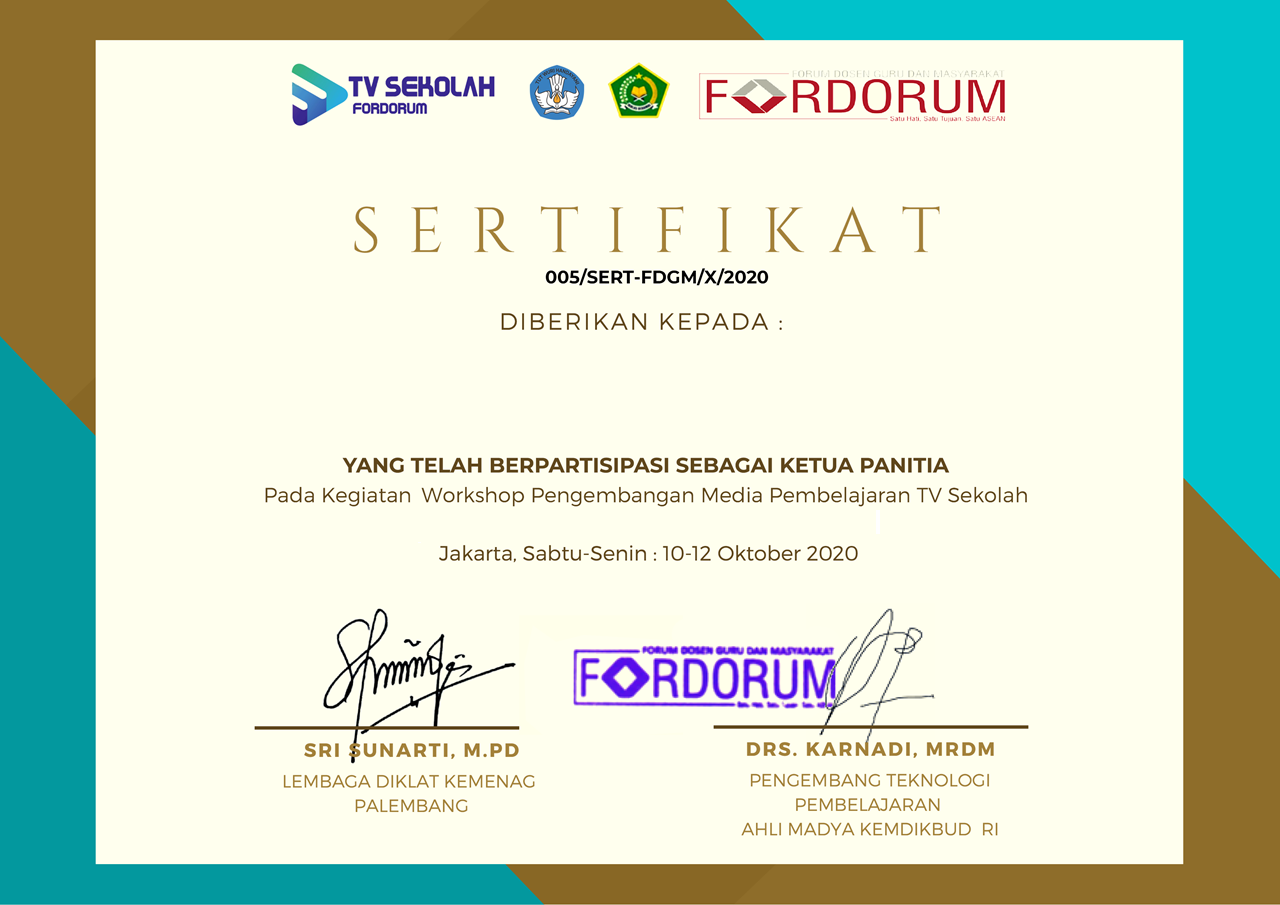 TV SEKOLAH
FORDORUM
TUT WURI HANDAYANI
FORUM DOSEN GURU DAN MASYARAKAT
FORDORUM
Satu Hati, Satu Tujuan, Satu ASEAN
SERTIFIKAT
005/SERT-FDGM/X/2020
DIBERIKAN KEPADA :
YANG TELAH BERPARTISIPASI SEBAGAI KETUA PANITIA
Pada Kegiatan Workshop Pengembangan Media Pembelajaran TV Sekolah
Jakarta, Sabtu-Senin : 10-12 Oktober 2020
FORUM DOSEN GURU DAN MASYARAKAT
FORDORUM
SRI SUNARTI, M.PD
LEMBAGA DIKLAT KEMENAG
PALEMBANG
DRS. KARNADI, MRDM
PENGEMBANG TEKNOLOGI
PEMBELAJARAN
AHLI MADYA KEMDIKBUD RI